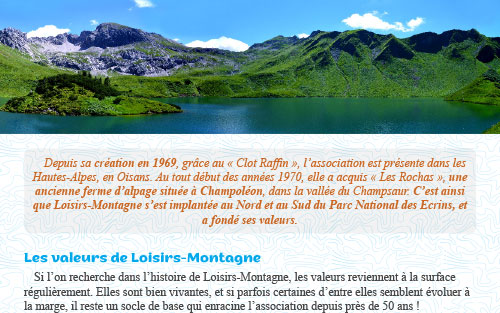 Depuis sa création en 1969, grâce au « Clot Raffin », l'association est présente dans les
Hautes-Alpes, en Oisans. Au tout début des années 1970, elle a acquis « Les Rochas », une
ancienne ferme d'alpage située à Champoléon, dans la vallée du Champsaur. C'est ainsi
que Loisirs-Montagne s'est implantée au Nord et au Sud du Parc National des Ecrins, et
a fondé ses valeurs.
Les valeurs de Loisirs-Montagne
Si l'on recherche dans l'histoire de Loisirs-Montagne, les valeurs reviennent à la surface
régulièrement. Elles sont bien vivantes, et si parfois certaines d'entre elles semblent évoluer à
la marge, il reste un socle de base qui enracine l'association depuis près de 50 ans !